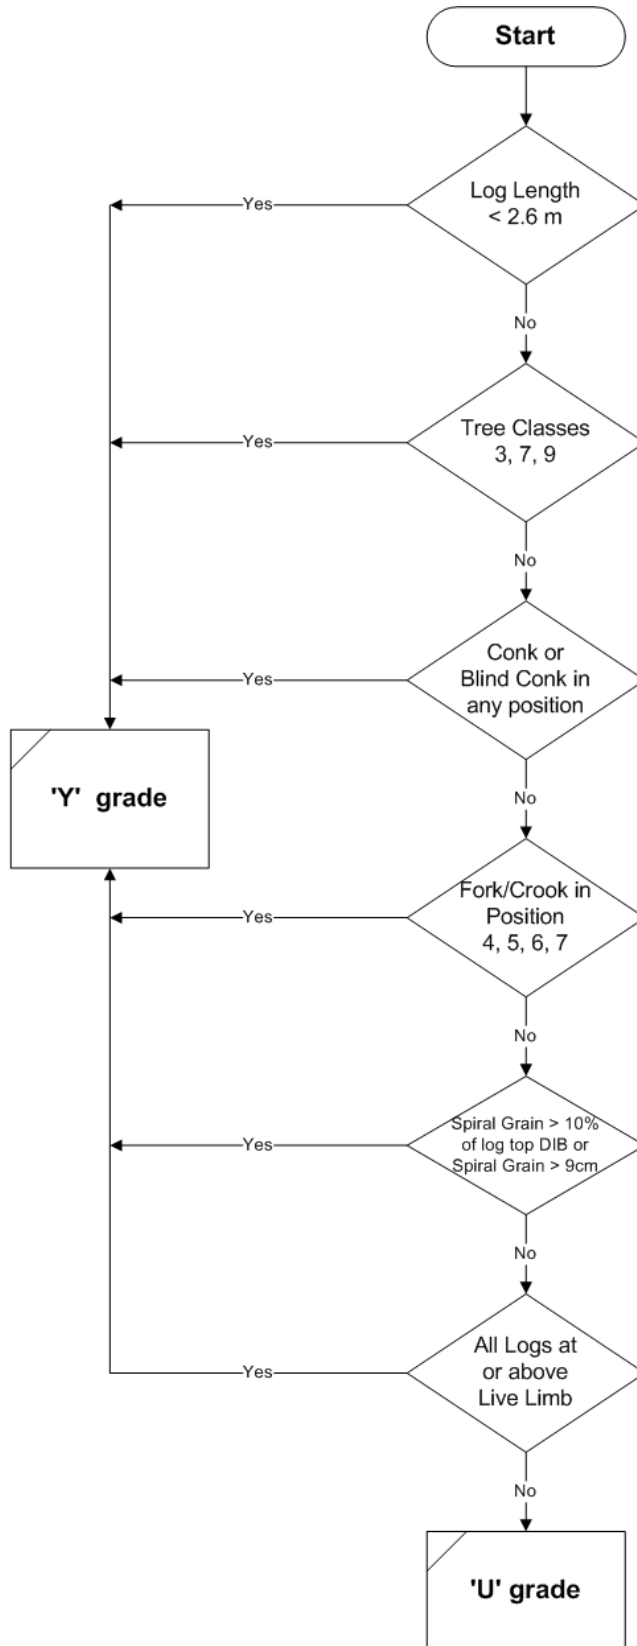 Start
Log Length
< 2.6 m
Yes
No
Tree Classes
3, 7, 9
Yes
No
Conk or
Blind Conk in
any position
Yes
No
'Y' grade
Fork/Crook in
Position
4, 5, 6, 7
Yes
No
Spiral Grain > 10%
of log top DIB or
Spiral Grain > 9cm
Yes
No
All Logs at
or above
Live Limb
Yes
No
'U' grade